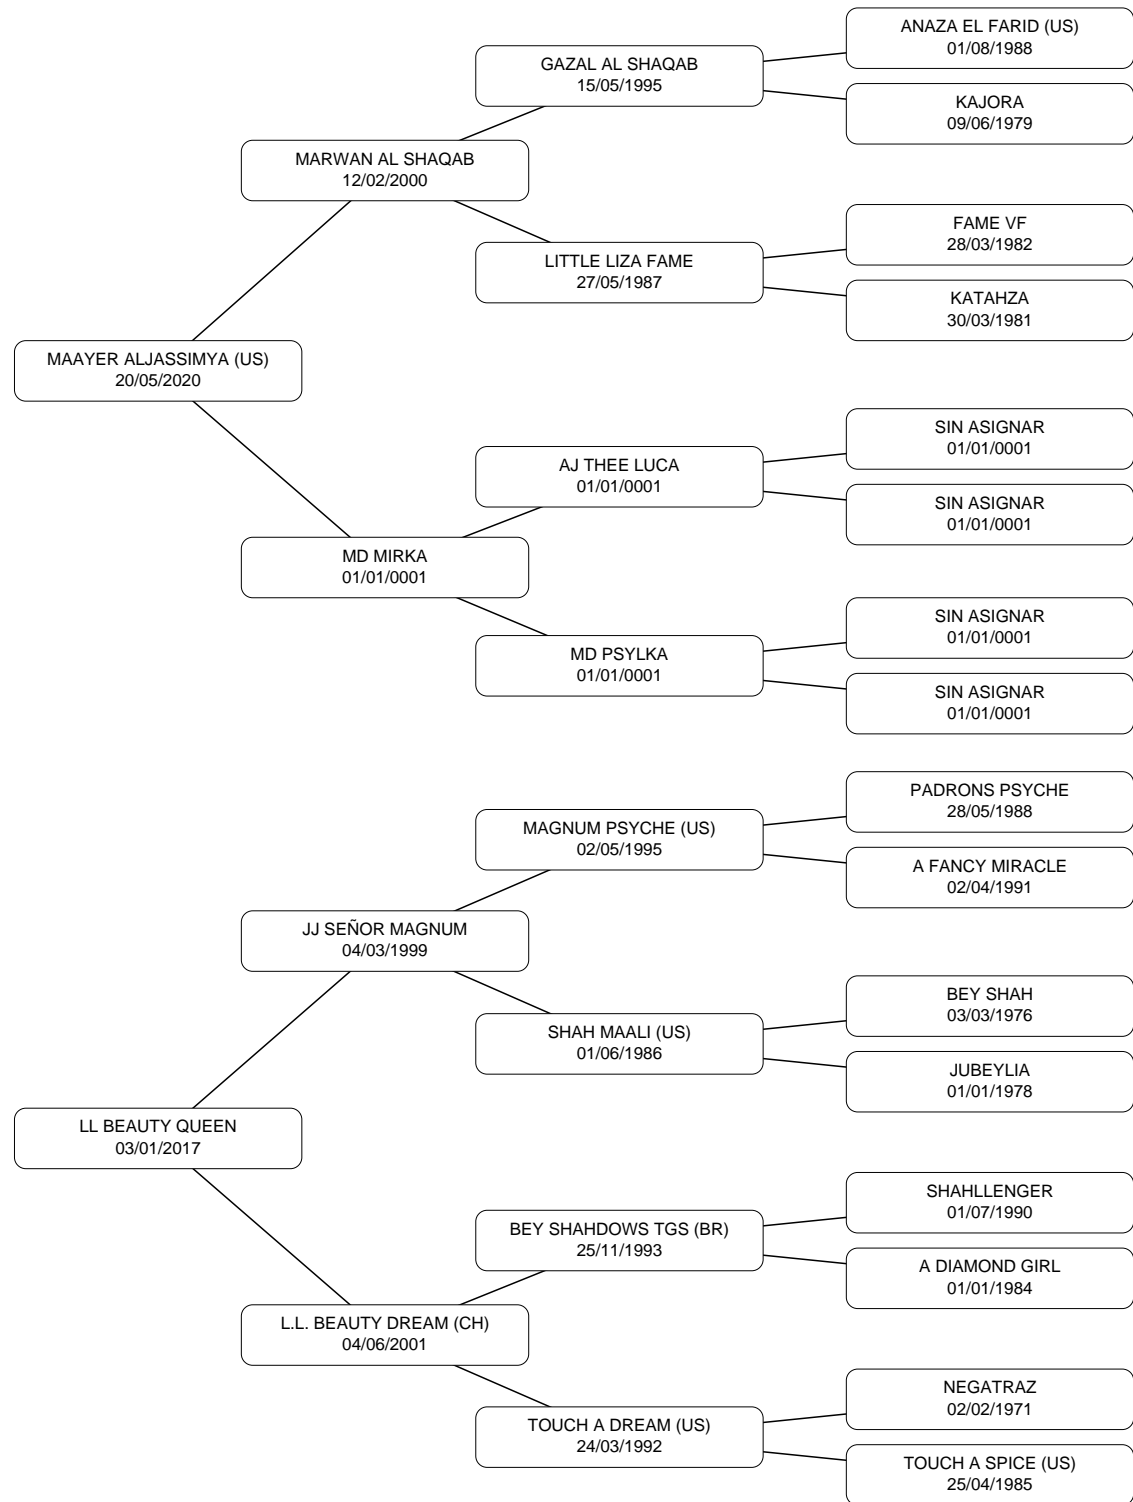 ANAZA EL FARID (US)
01/08/1988
GAZAL AL SHAQAB
15/05/1995
KAJORA
09/06/1979
MARWAN AL SHAQAB
12/02/2000
FAME VF
28/03/1982
LITTLE LIZA FAME
27/05/1987
KATAHZA
30/03/1981
MAAYER ALJASSIMYA (US)
20/05/2020
SIN ASIGNAR
01/01/0001
AJ THEE LUCA
01/01/0001
SIN ASIGNAR
01/01/0001
MD MIRKA
01/01/0001
SIN ASIGNAR
01/01/0001
MD PSYLKA
01/01/0001
SIN ASIGNAR
01/01/0001
PADRONS PSYCHE
28/05/1988
MAGNUM PSYCHE (US)
02/05/1995
A FANCY MIRACLE
02/04/1991
JJ SEÑOR MAGNUM
04/03/1999
BEY SHAH
03/03/1976
SHAH MAALI (US)
01/06/1986
JUBEYLIA
01/01/1978
LL BEAUTY QUEEN
03/01/2017
SHAHLLENGER
01/07/1990
BEY SHAHDOWS TGS (BR)
25/11/1993
A DIAMOND GIRL
01/01/1984
L.L. BEAUTY DREAM (CH)
04/06/2001
NEGATRAZ
02/02/1971
TOUCH A DREAM (US)
24/03/1992
TOUCH A SPICE (US)
25/04/1985